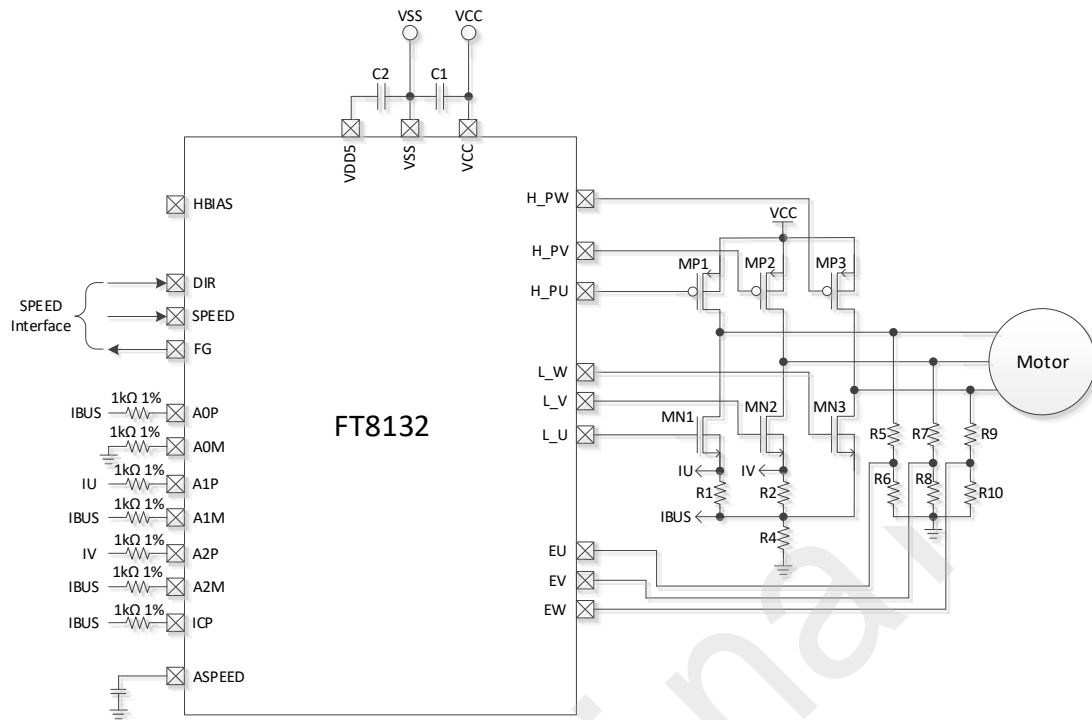 VSS
VCC
C2
C1
VDD5
VSS
VCC
HBIAS
DIR
SPEED
Interface
SPEED
FG
IBUS
1kΩ 1%
A0P
1kΩ 1%
A0M
IU
1kΩ 1%
A1P
IBUS
1kΩ 1%
A1M
IV
1kΩ 1%
A2P
IBUS
1kΩ 1%
A2M
IBUS
1kΩ 1%
ICP
ASPEED
FT8132
H_PW
H_PV
H_PU
L_W
L_V
L_U
EU
EV
EW
VCC
MP1
MP2
MP3
MN1
MN2
MN3
IU
IV
R1
R2
IBUS
R4
R5
R7
R9
R6
R8
R10
Motor